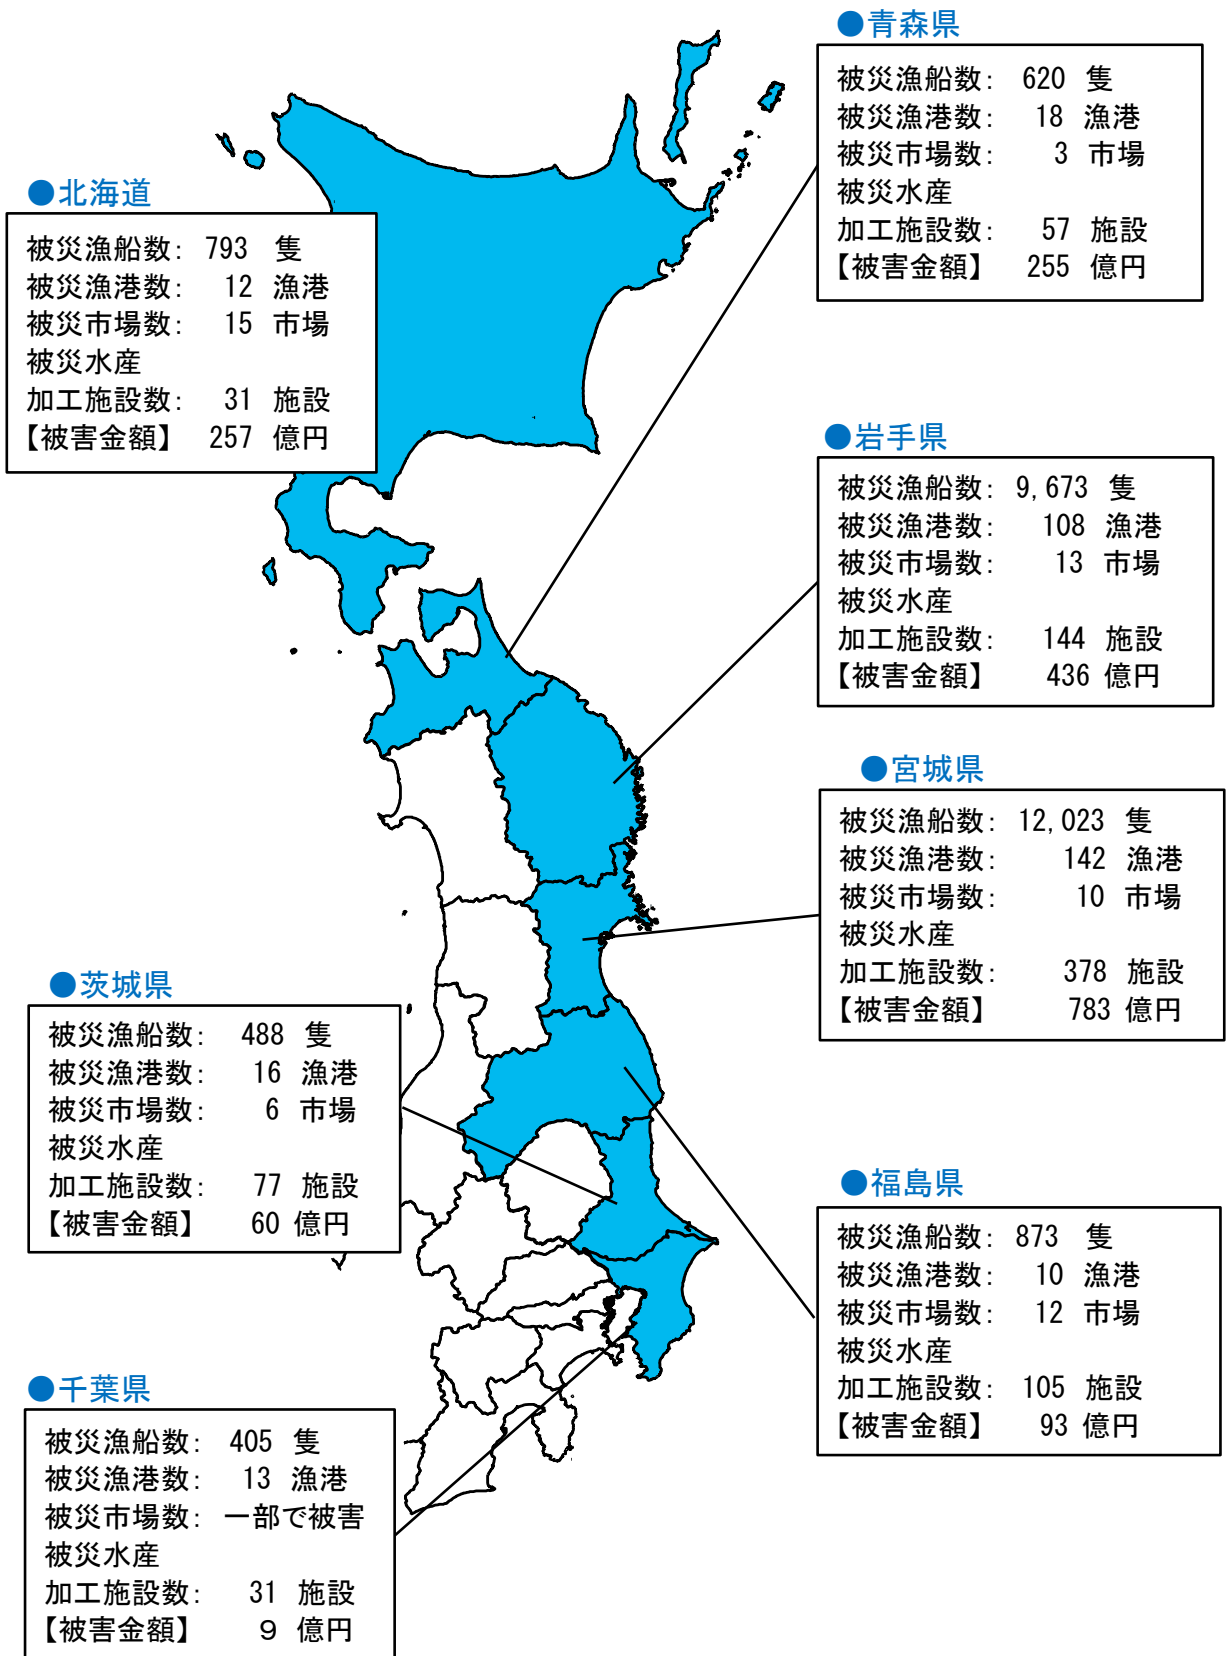 ●青森県
被災漁船数： 620 隻
被災漁港数： 18 漁港
被災市場数： 3 市場
被災水産
加工施設数： 57 施設
【被害金額】 255 億円
●北海道
被災漁船数： 793 隻
被災漁港数： 12 漁港
被災市場数： 15 市場
被災水産
加工施設数： 31 施設
【被害金額】 257 億円
●岩手県
被災漁船数： 9,673 隻
被災漁港数： 108 漁港
被災市場数： 13 市場
被災水産
加工施設数： 144 施設
【被害金額】 436 億円
●宮城県
被災漁船数： 12,023 隻
被災漁港数： 142 漁港
被災市場数： 10 市場
被災水産
加工施設数： 378 施設
【被害金額】 783 億円
●茨城県
被災漁船数： 488 隻
被災漁港数： 16 漁港
被災市場数： 6 市場
被災水産
加工施設数： 77 施設
【被害金額】 60 億円
●福島県
被災漁船数： 873 隻
被災漁港数： 10 漁港
被災市場数： 12 市場
被災水産
加工施設数： 105 施設
【被害金額】 93 億円
●千葉県
被災漁船数： 405 隻
被災漁港数： 13 漁港
被災市場数： 一部で被害
被災水産
加工施設数： 31 施設
【被害金額】 ９ 億円